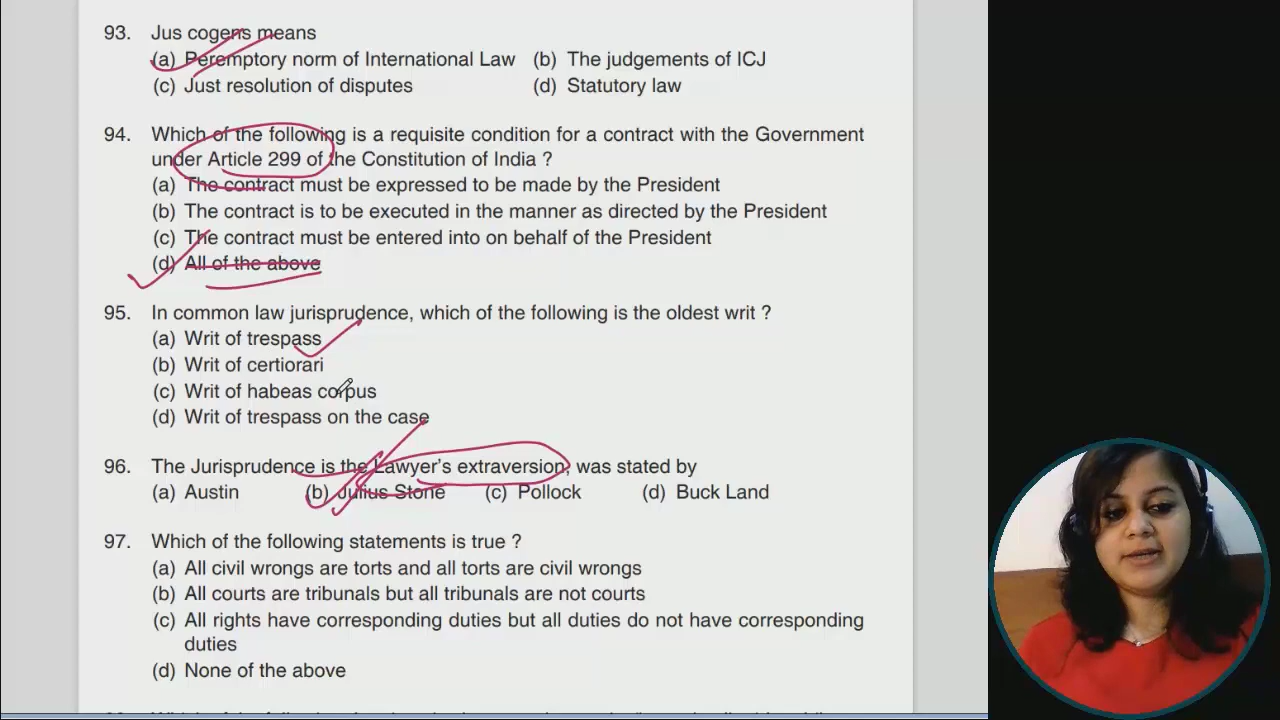 93. Jus cogens means
(a) Peremptory norm of International Law (b) The judgements of ICJ
(c) Just resolution of disputes (d) Statutory law
94. Which of the following is a requisite condition for a contract with the Government
under Article 299 of the Constitution of India ?
(a) The contract must be expressed to be made by the President
(b) The contract is to be executed in the manner as directed by the President
(c) The contract must be entered into on behalf of the President
(d) All of the above
95. In common law jurisprudence, which of the following is the oldest writ ?
(a) Writ of trespass
(b) Writ of certiorari
(c) Writ of habeas corpus
(d) Writ of trespass on the case
96. The Jurisprudence is the Lawyer's extraversion, was stated by
(a) Austin (b) Julius Stone (c) Pollock (d) Buck Land
97. Which of the following statements is true ?
(a) All civil wrongs are torts and all torts are civil wrongs
(b) All courts are tribunals but all tribunals are not courts
(c) All rights have corresponding duties but all duties do not have corresponding
duties
(d) None of the above